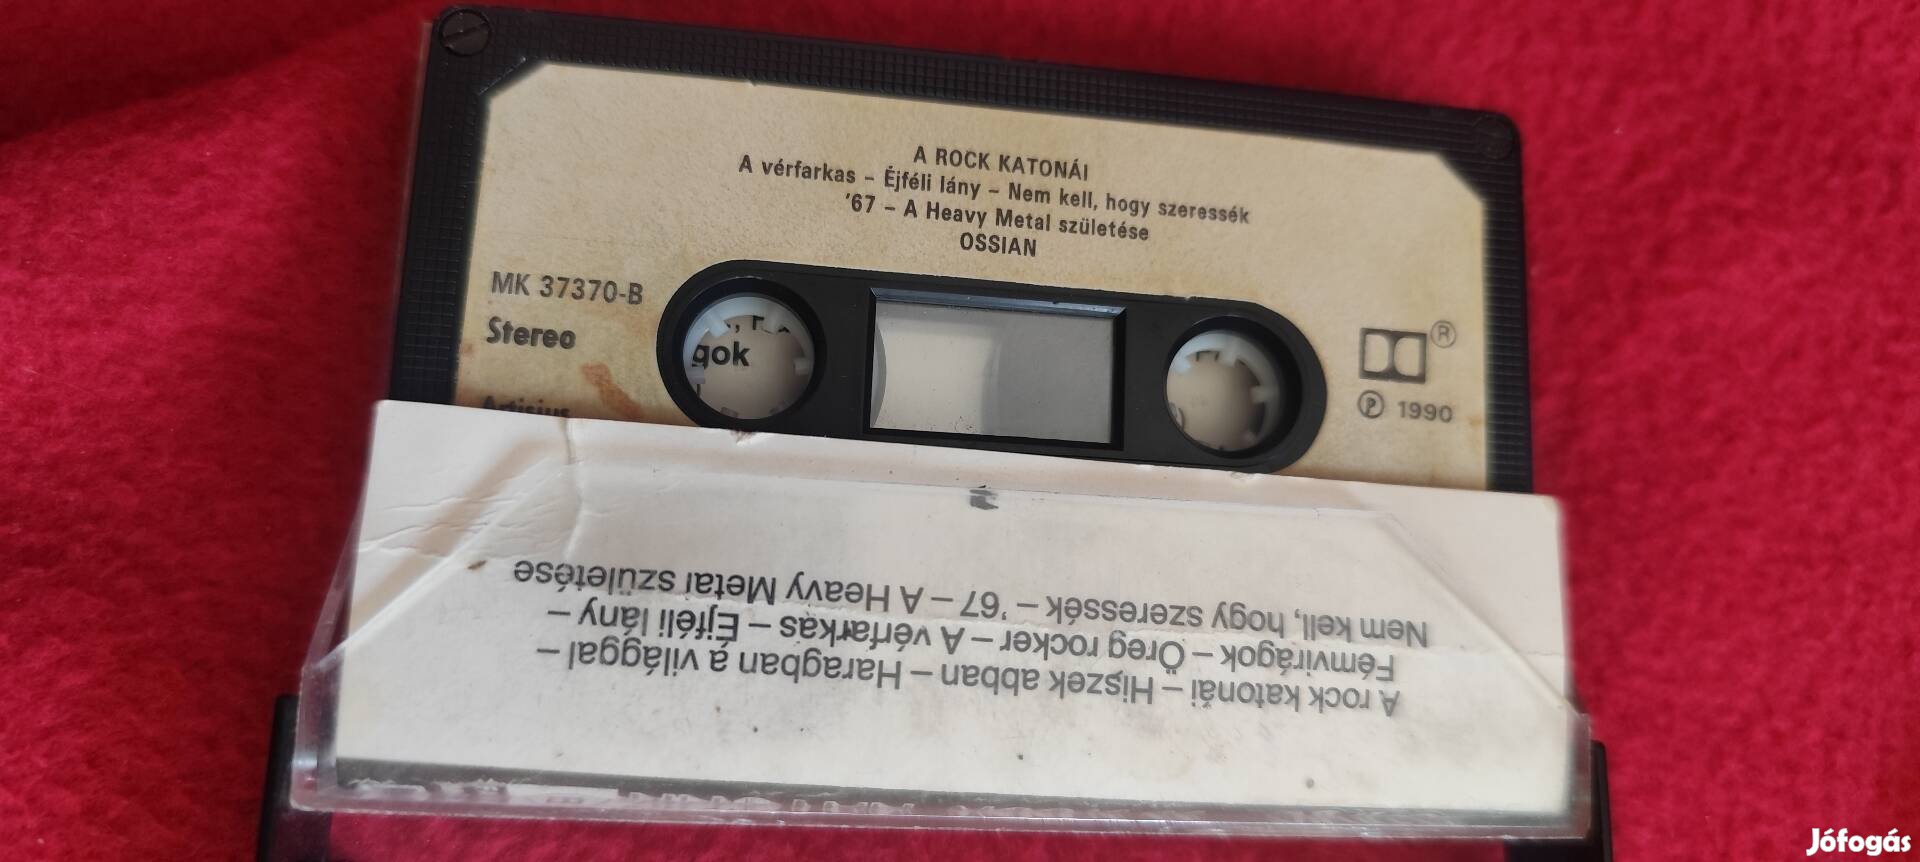 A ROCK KATONÁI
A vérfarkas – Éjféli lány – Nem kell, hogy szeressék
'67 – A Heavy Metal születése
OSSIAN
MK 37370-B
Stereo
gok
Artisjus
R
P 1990
A rock katonái – Hiszek abban – Haragban a világgal –
Fémvirágok – Öreg rocker – A vérfarkas – Éjféli lány –
Nem kell, hogy szeressék – '67 – A Heavy Metal születése
Jófogás